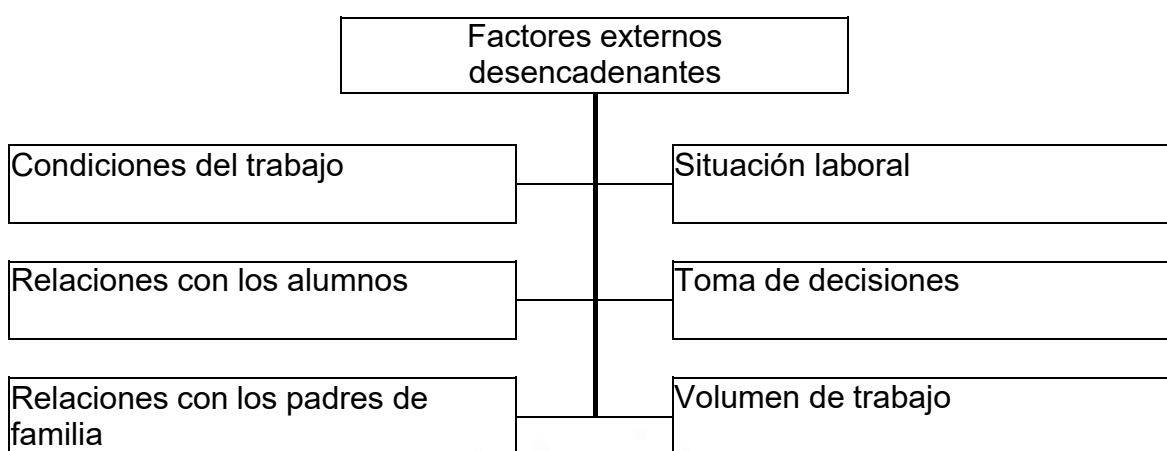 Factores externos
desencadenantes
Condiciones del trabajo
Situación laboral
Relaciones con los alumnos
Toma de decisiones
Relaciones con los padres de
familia
Volumen de trabajo